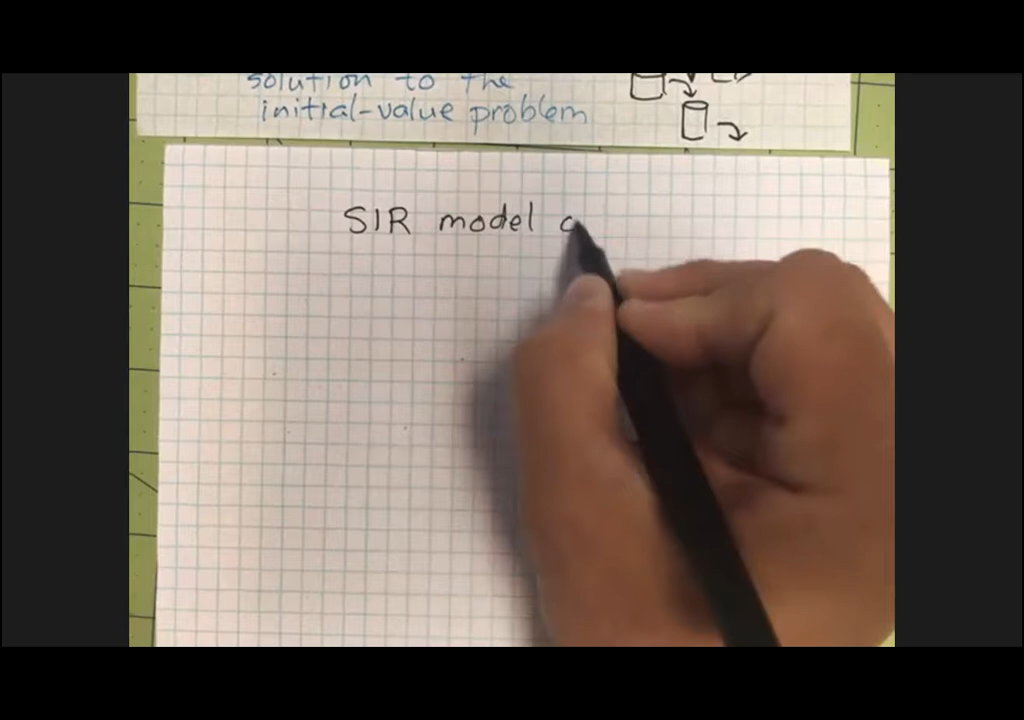 solution to the
initial-value problem
SIR model